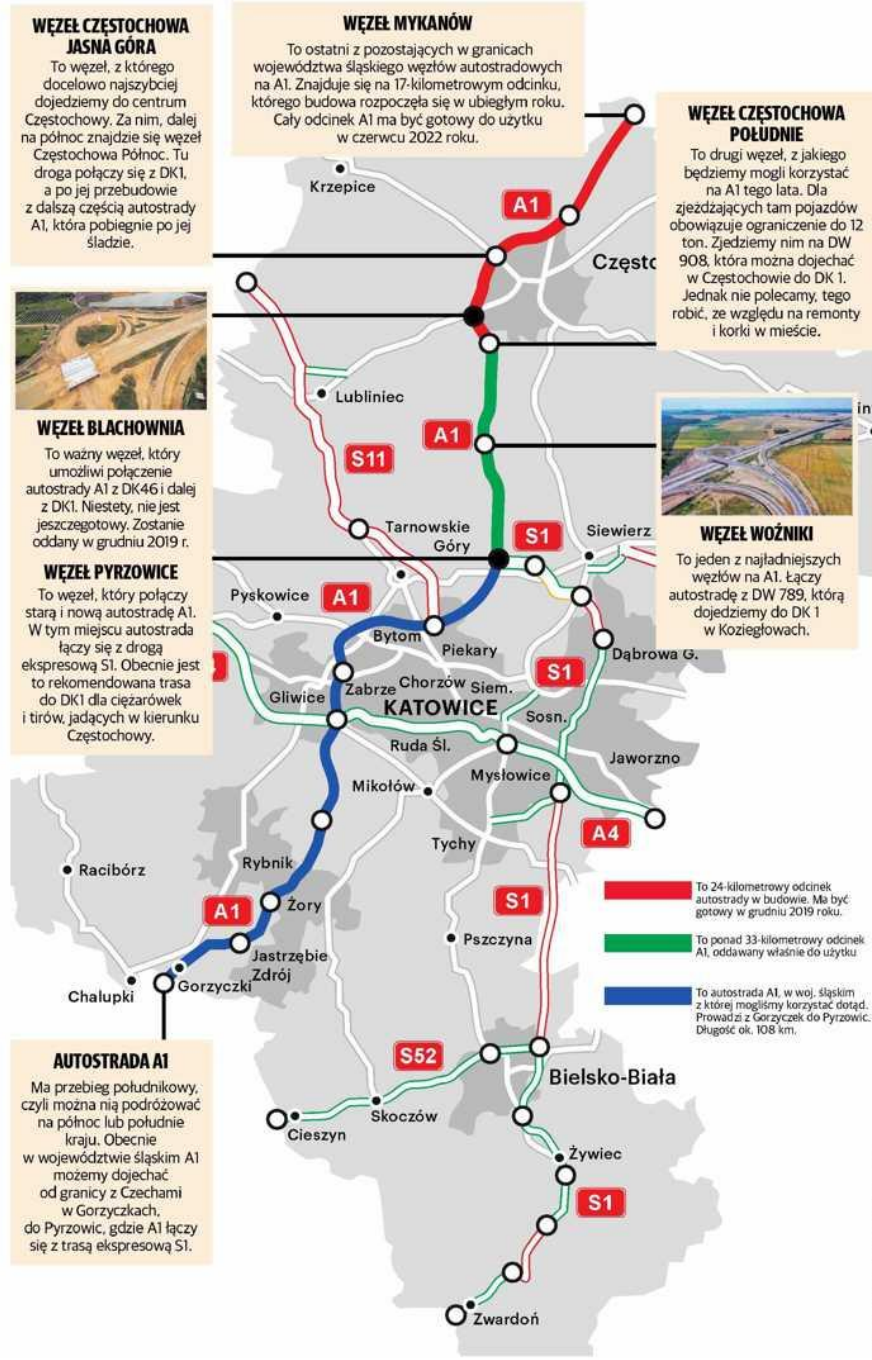 WĘZEŁ CZĘSTOCHOWA
JASNA GÓRA
To węzeł, z którego
docelowo najszybciej
dojedziemy do centrum
Częstochowy. Za nim, dalej
na północ znajdzie się węzeł
Częstochowa Północ. Tu
droga połączy się z DK1,
a po jej przebudowie
z dalszą częścią autostrady
A1, która pobiegnie po jej
śladzie.
WĘZEŁ MYKANÓW
To ostatni z pozostających w granicach
województwa śląskiego węzłów autostradowych
na A1. Znajduje się na 17-kilometrowym odcinku,
którego budowa rozpoczęła się w ubiegłym roku.
Cały odcinek A1 ma być gotowy do użytku
w czerwcu 2022 roku.
WĘZEŁ CZĘSTOCHOWA
POŁUDNIE
To drugi węzeł, z jakiego
będziemy mogli korzystać
na A1 tego lata. Dla
zjeżdżających tam pojazdów
obowiązuje ograniczenie do 12
ton. Zjedziemy nim na DW
908, która można dojechać
w Częstochowie do DK 1.
Jednak nie polecamy, tego
robić, ze względu na remonty
i korki w mieście.
WĘZEŁ BLACHOWNIA
To ważny węzeł, który
umożliwi połączenie
autostrady A1 z DK46 i dalej
z DK1. Niestety, nie jest
jeszczegotowy. Zostanie
oddany w grudniu 2019 r.
WĘZEŁ PYRZOWICE
To węzeł, który połączy
starą i nową autostradę A1.
W tym miejscu autostrada
łączy się z drogą
ekspresową S1. Obecnie jest
to rekomendowana trasa
do DK1 dla ciężarówek
i tirów, jadących w kierunku
Częstochowy.
WĘZEŁ WOŹNIKI
To jeden z najładniejszych
węzłów na A1. Łączy
autostradę z DW 789, którą
dojedziemy do DK 1
w Koziegłowach.
Krzepice
A1
Częstc
Lubliniec
A1
S11
Tarnowskie
Góry
S1
Siewierz
in
Pyskowice
A1
Bytom
Piekary
S1
Dąbrowa G.
Gliwice
Zabrze
Chorzów
Siem.
KATOWICE
Sosn.
Ruda Śl.
Jaworzno
Mysłowice
Mikołów
Tychy
A4
Racibórz
Rybnik
A1
Żory
S1
Jastrzębie
Zdrój
Pszczyna
Chałupki
Gorzyczki
To 24-kilometrowy odcinek
autostrady w budowie. Ma być
gotowy w grudniu 2019 roku.
To ponad 33-kilometrowy odcinek
A1, oddawany właśnie do użytku
To autostrada A1, w woj. śląskim
z której mogliśmy korzystać dotąd.
Prowadzi z Gorzyczek do Pyrzowic.
Długość ok. 108 km.
AUTOSTRADA A1
Ma przebieg południkowy,
czyli można nią podróżować
na północ lub południe
kraju. Obecnie
w województwie śląskim A1
możemy dojechać
od granicy z Czechami
w Gorzyczkach,
do Pyrzowic, gdzie A1 łączy
się z trasą ekspresową S1.
S52
Bielsko-Biała
Skoczów
Cieszyn
Żywiec
S1
Zwardoń